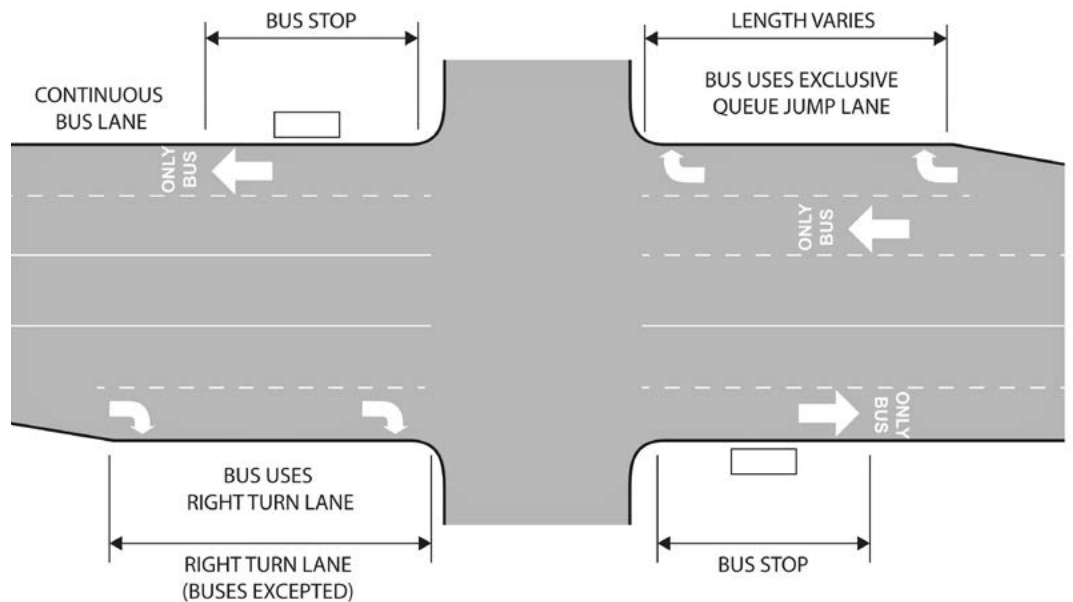 BUS STOP
LENGTH VARIES
CONTINUOUS
BUS LANE
BUS USES EXCLUSIVE
QUEUE JUMP LANE
ONLY
BUS
ONLY
BUS
ONLY
BUS
BUS USES
RIGHT TURN LANE
RIGHT TURN LANE
(BUSES EXCEPTED)
BUS STOP